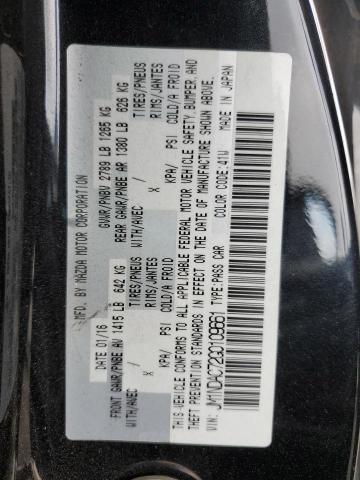 MFD. BY MAZDA MOTOR CORPORATION
DATE 01/16 GVWR/PNBV 2789 LB 1265 KG
FRONT GAWR/PNBE AV 1415 LB 642 KG REAR GAWR/PNBE AR 1380 LB 626 KG
WITH/AVEC TIRES/PNEUS WITH/AVEC TIRES/PNEUS
/ RIMS/JANTES / RIMS/JANTES
X X
KPA/ PSI COLD/A FROID KPA/ PSI COLD/A FROID
THIS VEHICLE CONFORMS TO ALL APPLICABLE FEDERAL MOTOR VEHICLE SAFETY, BUMPER AND
THEFT PREVENTION STANDARDS IN EFFECT ON THE DATE OF MANUFACTURE SHOWN ABOVE.
VIN: JM1NDAC72G0109661 TYPE:PASS CAR COLOR CODE:41W MADE IN JAPAN